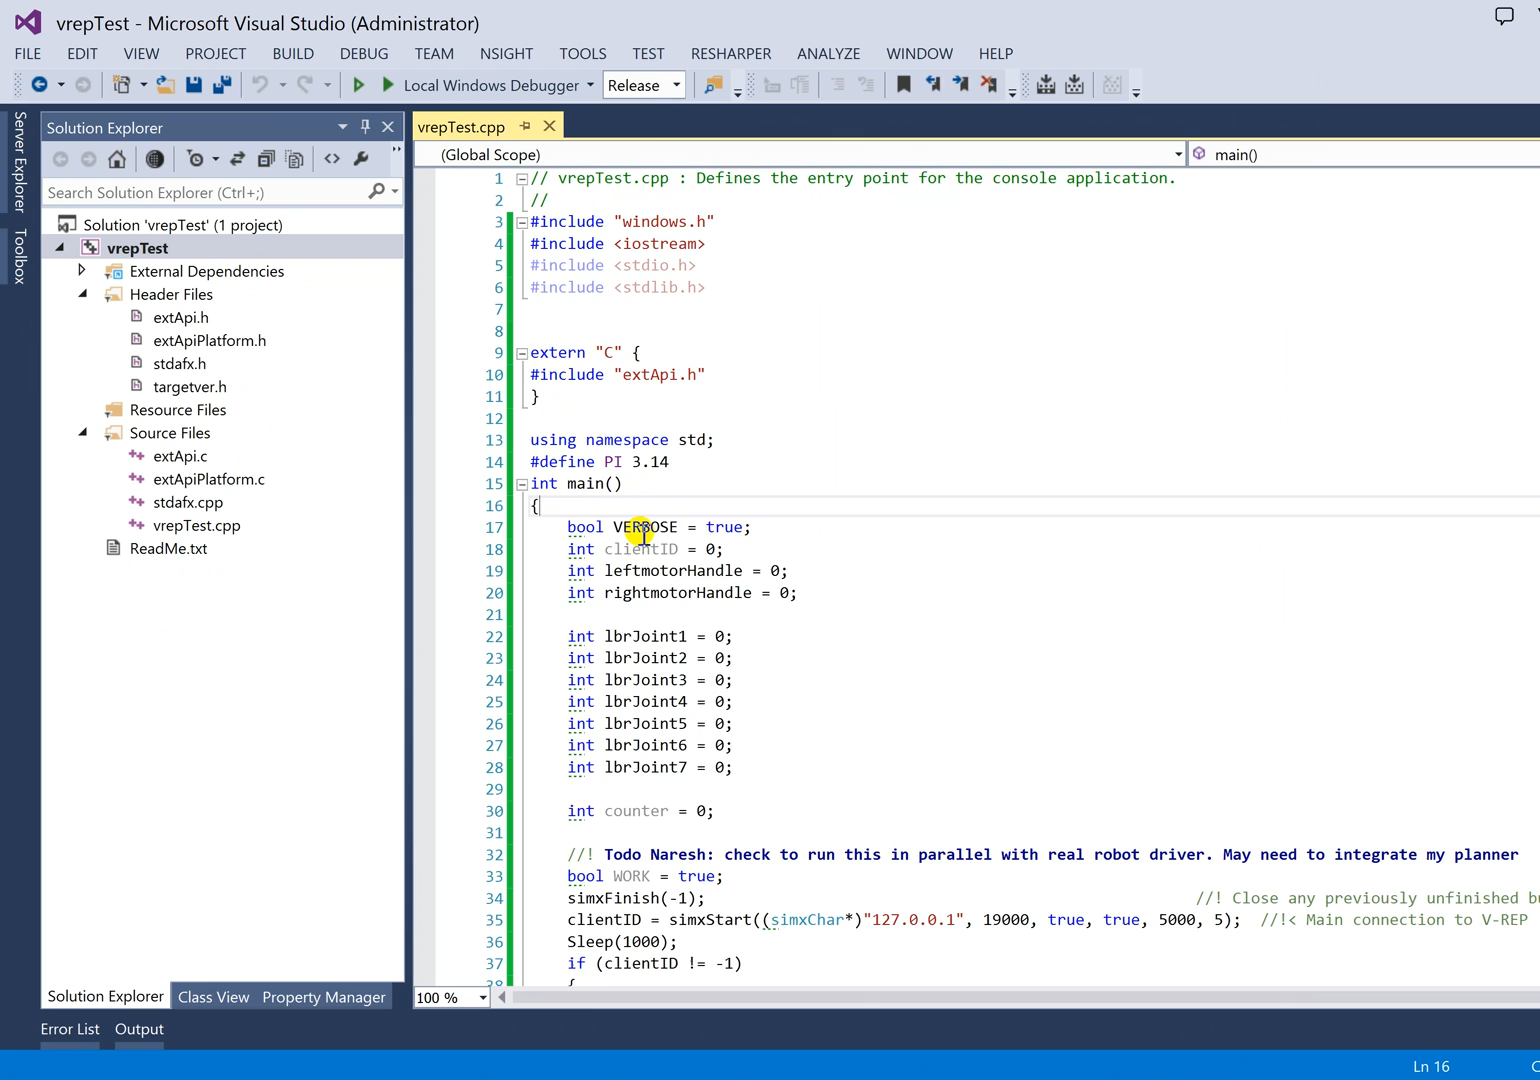 vrepTest - Microsoft Visual Studio (Administrator)
FILE EDIT VIEW PROJECT BUILD DEBUG TEAM NSIGHT TOOLS TEST RESHARPER ANALYZE WINDOW HELP
Local Windows Debugger Release
Server Explorer
Toolbox
Solution Explorer
Search Solution Explorer (Ctrl+;)
Solution 'vrepTest' (1 project)
vrepTest
External Dependencies
Header Files
extApi.h
extApiPlatform.h
stdafx.h
targetver.h
Resource Files
Source Files
extApi.c
extApiPlatform.c
stdafx.cpp
vrepTest.cpp
ReadMe.txt
Solution Explorer Class View Property Manager
vrepTest.cpp
(Global Scope) main()
1 // vrepTest.cpp : Defines the entry point for the console application.
2 //
3 #include "windows.h"
4 #include <iostream>
5 #include <stdio.h>
6 #include <stdlib.h>
7
8
9 extern "C" {
10 #include "extApi.h"
11 }
12
13 using namespace std;
14 #define PI 3.14
15 int main()
16 {
17 bool VERBOSE = true;
18 int clientID = 0;
19 int leftmotorHandle = 0;
20 int rightmotorHandle = 0;
21
22 int lbrJoint1 = 0;
23 int lbrJoint2 = 0;
24 int lbrJoint3 = 0;
25 int lbrJoint4 = 0;
26 int lbrJoint5 = 0;
27 int lbrJoint6 = 0;
28 int lbrJoint7 = 0;
29
30 int counter = 0;
31
32 //! Todo Naresh: check to run this in parallel with real robot driver. May need to integrate my planner
33 bool WORK = true;
34 simxFinish(-1); //! Close any previously unfinished bu
35 clientID = simxStart((simxChar*)"127.0.0.1", 19000, true, true, 5000, 5); //!< Main connection to V-REP
36 Sleep(1000);
37 if (clientID != -1)
38 {
100 %
Error List Output
Ln 16